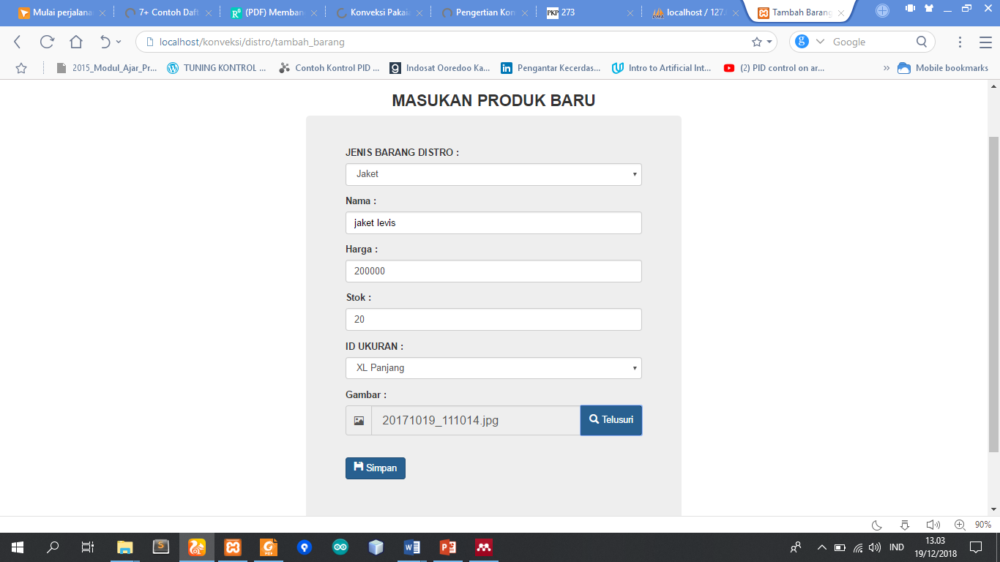 Mulai perjalana
7+ Contoh Daft
R⁶ (PDF) Memban
Konveksi Pakai
Pengertian Kon
PKP 273
localhost / 127.
Tambah Barang
localhost/konveksi/distro/tambah_barang
g Google
2015_Modul_Ajar_Pr...
TUNING KONTROL ...
Contoh Kontrol PID ...
Indosat Ooredoo Ka...
Pengantar Kecerdas...
Intro to Artificial Int...
(2) PID control on ar...
» Mobile bookmarks
MASUKAN PRODUK BARU
JENIS BARANG DISTRO :
Jaket
Nama :
jaket levis
Harga :
200000
Stok :
20
ID UKURAN :
XL Panjang
Gambar :
20171019_111014.jpg Telusuri
Simpan
90%
IND
13.03
19/12/2018